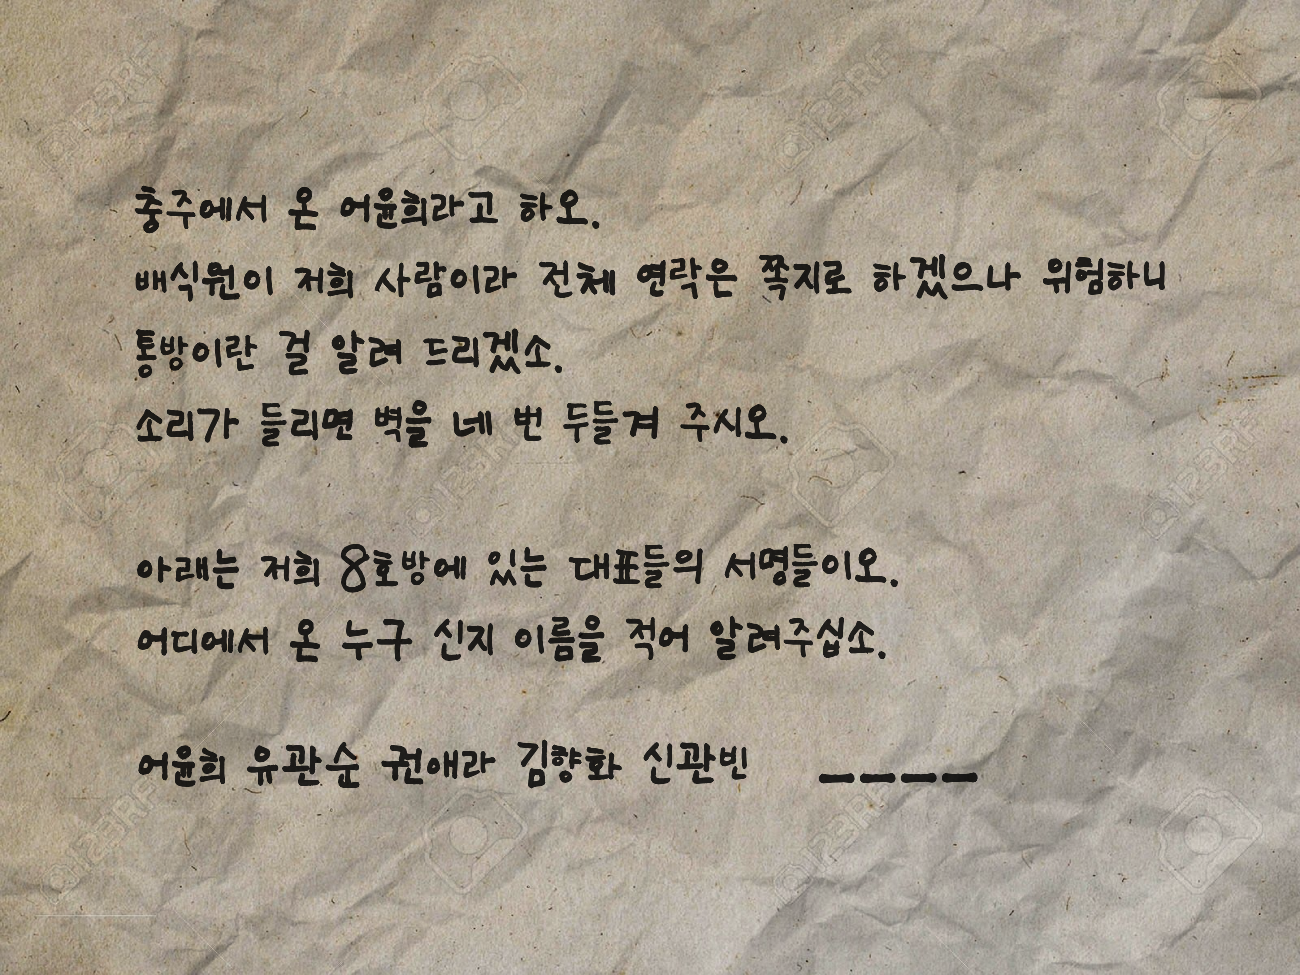 충주에서 온 어윤희라고 하오.
배식원이 저희 사람이라 전체 연락은 쪽지로 하겠으나 위험하니
통방이란 걸 알려 드리겠소.
소리가 들리면 벽을 네 번 두들겨 주시오.
아래는 저희 8호방에 있는 대표들의 서명들이오.
어디에서 온 누구 신지 이름을 적어 알려주십소.
어윤희 유관순 권애라 김향화 신관빈 ____